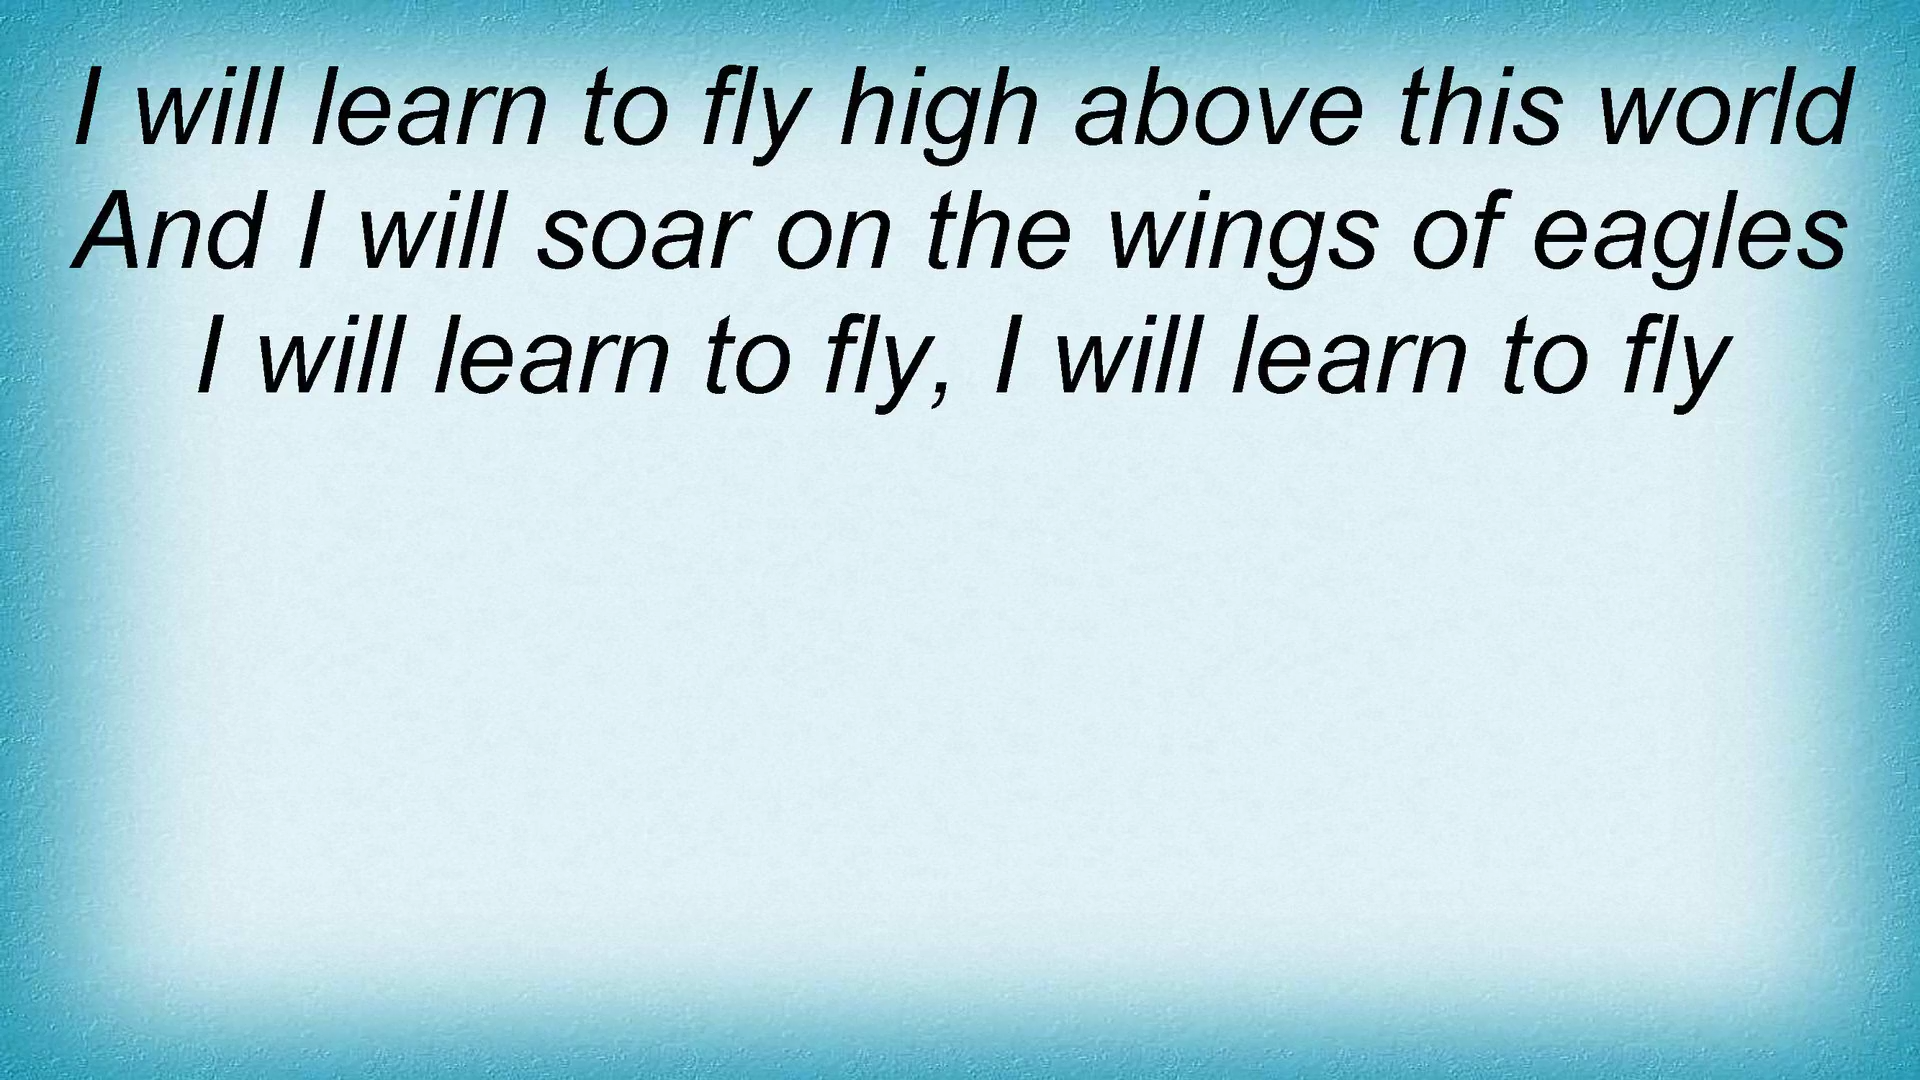 I will learn to fly high above this world
And I will soar on the wings of eagles
I will learn to fly, I will learn to fly